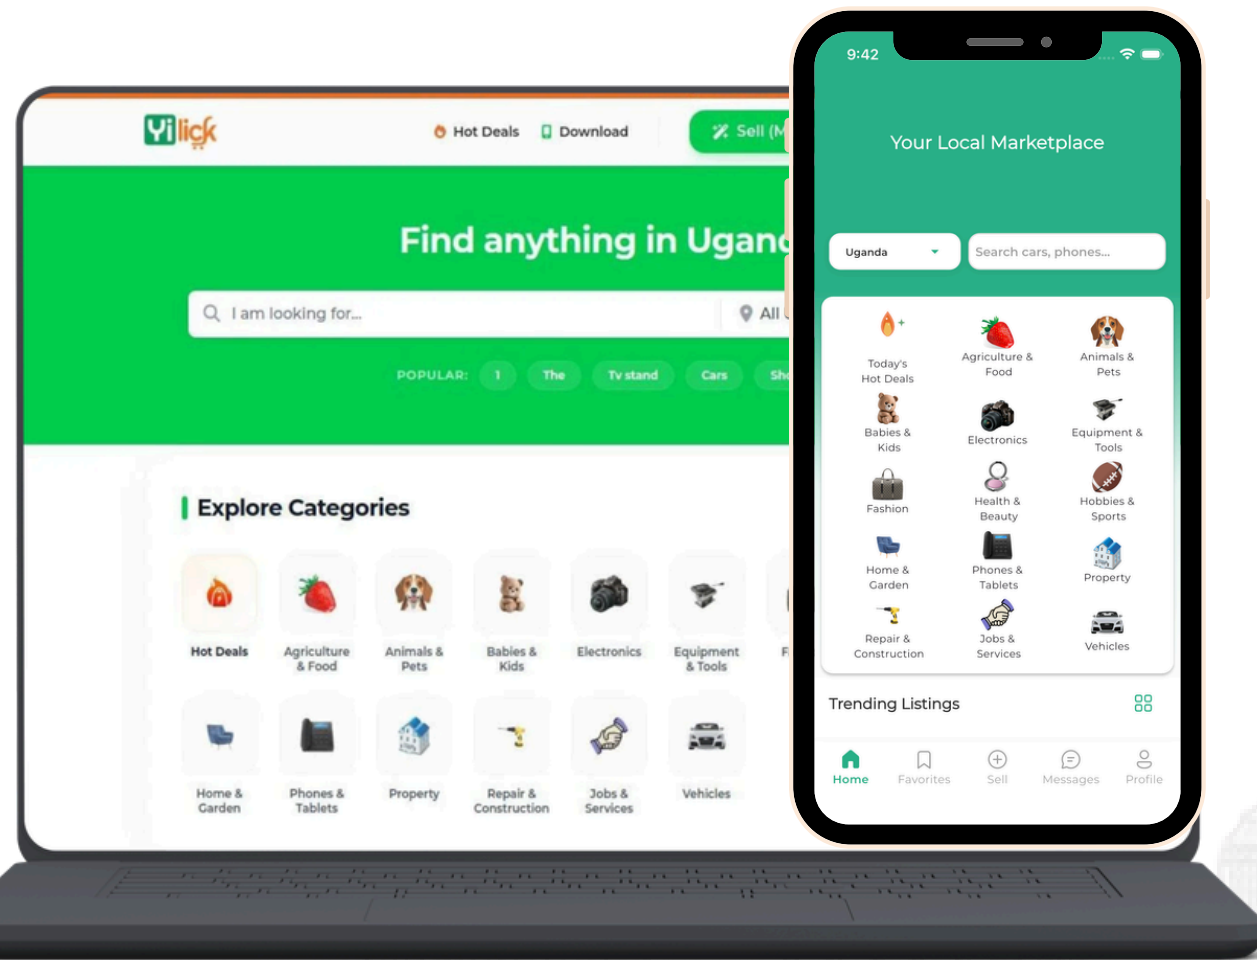 Yilick
Hot Deals
Download
Sell (M
Find anything in Ugan
I am looking for...
All
POPULAR:
1
The
Tv stand
Cars
Sh
Explore Categories
Hot Deals
Agriculture
& Food
Animals &
Pets
Babies &
Kids
Electronics
Equipment
& Tools
F
Home &
Garden
Phones &
Tablets
Property
Repair &
Construction
Jobs &
Services
Vehicles
9:42
Your Local Marketplace
Uganda
Search cars, phones...
Today's
Hot Deals
Agriculture &
Food
Animals &
Pets
Babies &
Kids
Electronics
Equipment &
Tools
Fashion
Health &
Beauty
Hobbies &
Sports
Home &
Garden
Phones &
Tablets
Property
Repair &
Construction
Jobs &
Services
Vehicles
Trending Listings
Home
Favorites
Sell
Messages
Profile